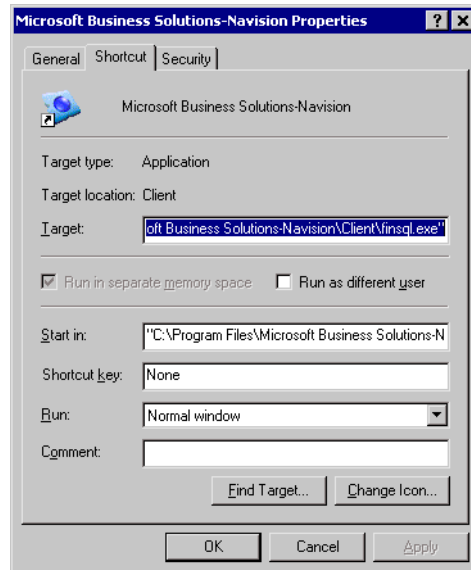 Microsoft Business Solutions-Navision Properties
General Shortcut Security
Microsoft Business Solutions-Navision
Target type: Application
Target location: Client
Target: oft Business Solutions-Navision\Client\finsql.exe"
Run in separate memory space Run as different user
Start in: "C:\Program Files\Microsoft Business Solutions-N
Shortcut key: None
Run: Normal window
Comment:
Find Target... Change Icon...
OK Cancel Apply